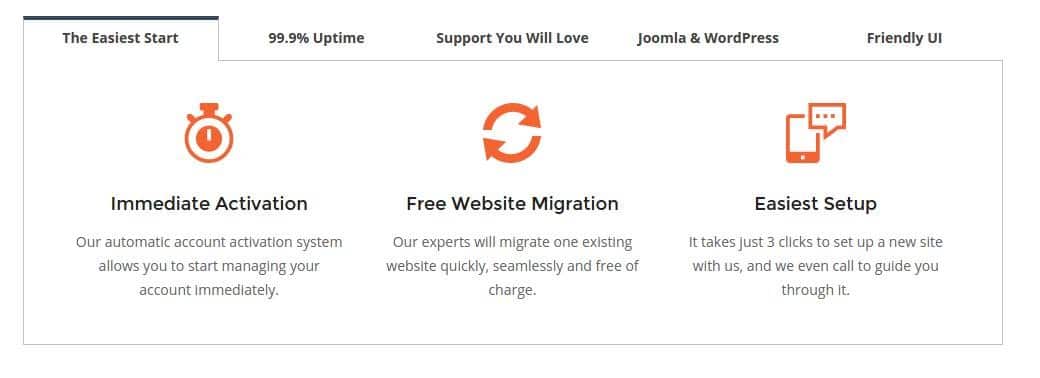 The Easiest Start 99.9% Uptime Support You Will Love Joomla & WordPress Friendly UI
Immediate Activation
Our automatic account activation system
allows you to start managing your
account immediately.
Free Website Migration
Our experts will migrate one existing
website quickly, seamlessly and free of
charge.
Easiest Setup
It takes just 3 clicks to set up a new site
with us, and we even call to guide you
through it.